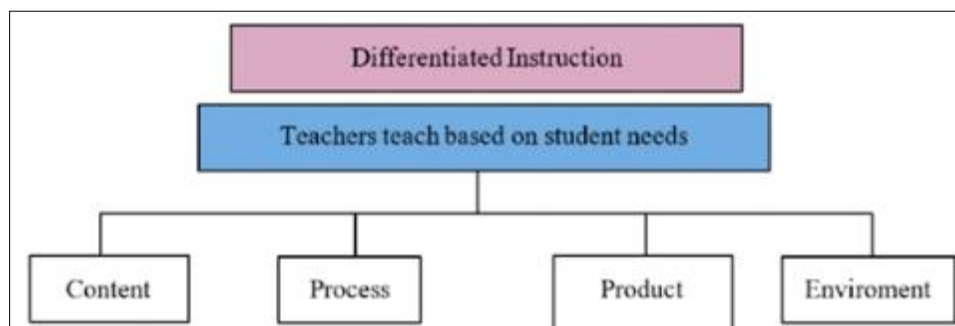 Differentiated Instruction
Teachers teach based on student needs
Content
Process
Product
Enviroment